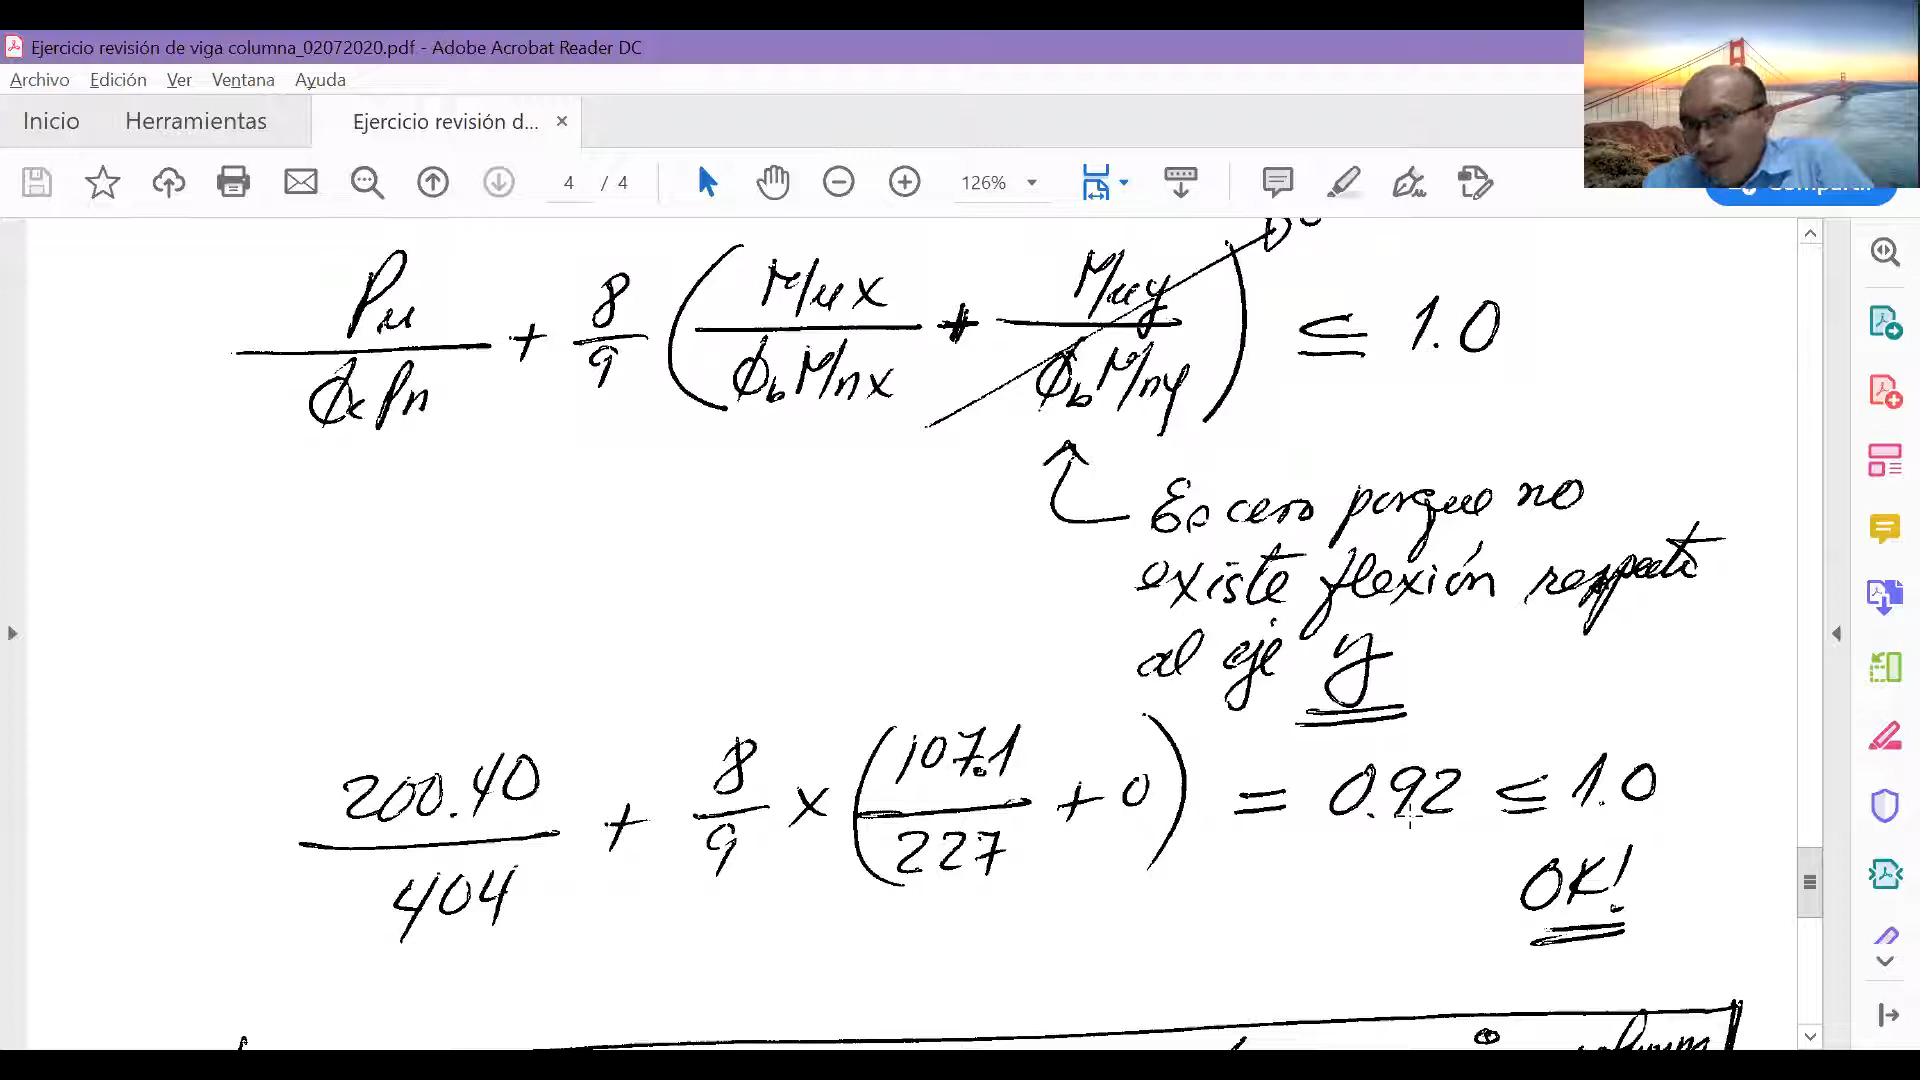 Ejercicio revisión de viga columna_02072020.pdf - Adobe Acrobat Reader DC
Archivo Edición Ver Ventana Ayuda
Inicio Herramientas Ejercicio revisión d... ×
4 / 4 126%
Pu / ϕcPn + 8/9 ( Mux / ϕbMnx + Muy / ϕbMny ) ≤ 1.0
Es cero porque no
existe flexión respecto
al eje y
200.40 / 404 + 8/9 × ( 107.1 / 227 + 0 ) = 0.92 ≤ 1.0
OK!